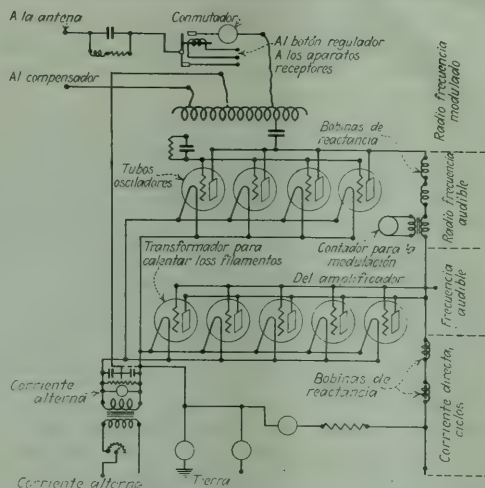 A la antena
Conmutador
Al botón regulador
A los aparatos
receptores
Al compensador
Radio frecuencia
modulado
Bobinas de
reactancia
Tubos
osciladores
Radio frecuencia
audible
Transformador para
calentar loss filamentos
Contador para la
modulación
Del amplificador
Frecuencia
audible
Corriente
alterna
Bobinas de
reactancia
Corriente directa,
ciclos
Corriente alterna
Tierra